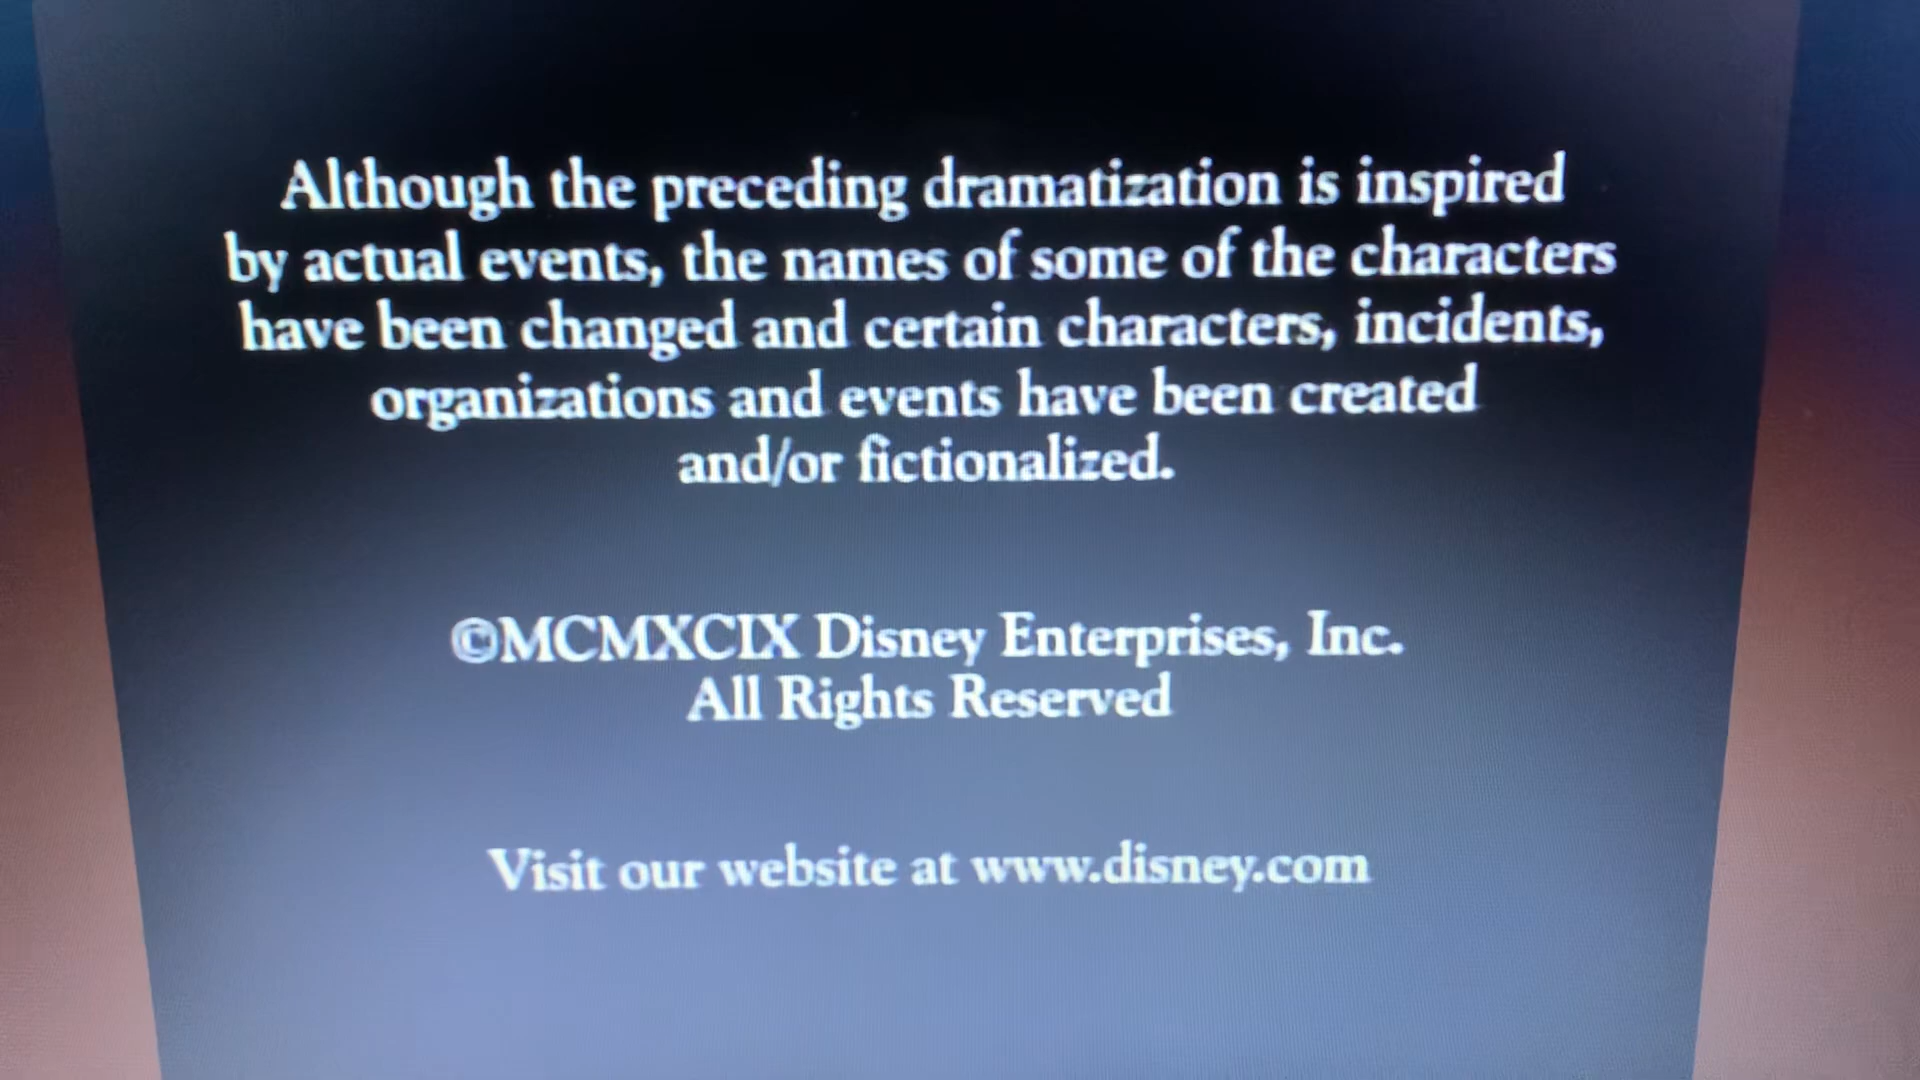 Although the preceding dramatization is inspired
by actual events, the names of some of the characters
have been changed and certain characters, incidents,
organizations and events have been created
and/or fictionalized.
©MCMXCIX Disney Enterprises, Inc.
All Rights Reserved
Visit our website at www.disney.com